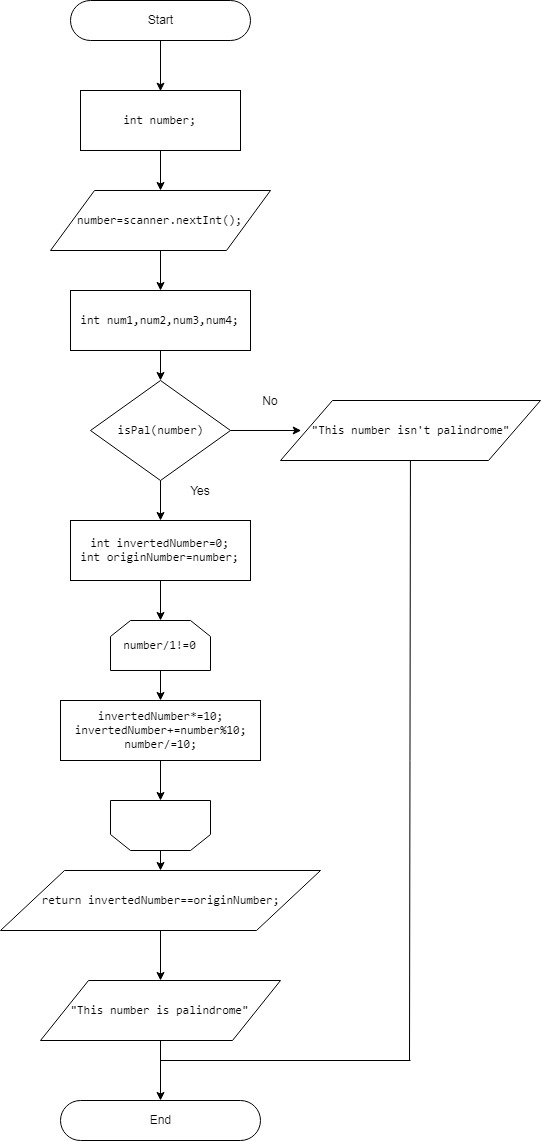 Start
int number;
number=scanner.nextInt();
int num1,num2,num3,num4;
isPal(number)
No
"This number isn't palindrome"
Yes
int invertedNumber=0;
int originNumber=number;
number/1!=0
invertedNumber*=10;
invertedNumber+=number%10;
number/=10;
return invertedNumber==originNumber;
"This number is palindrome"
End